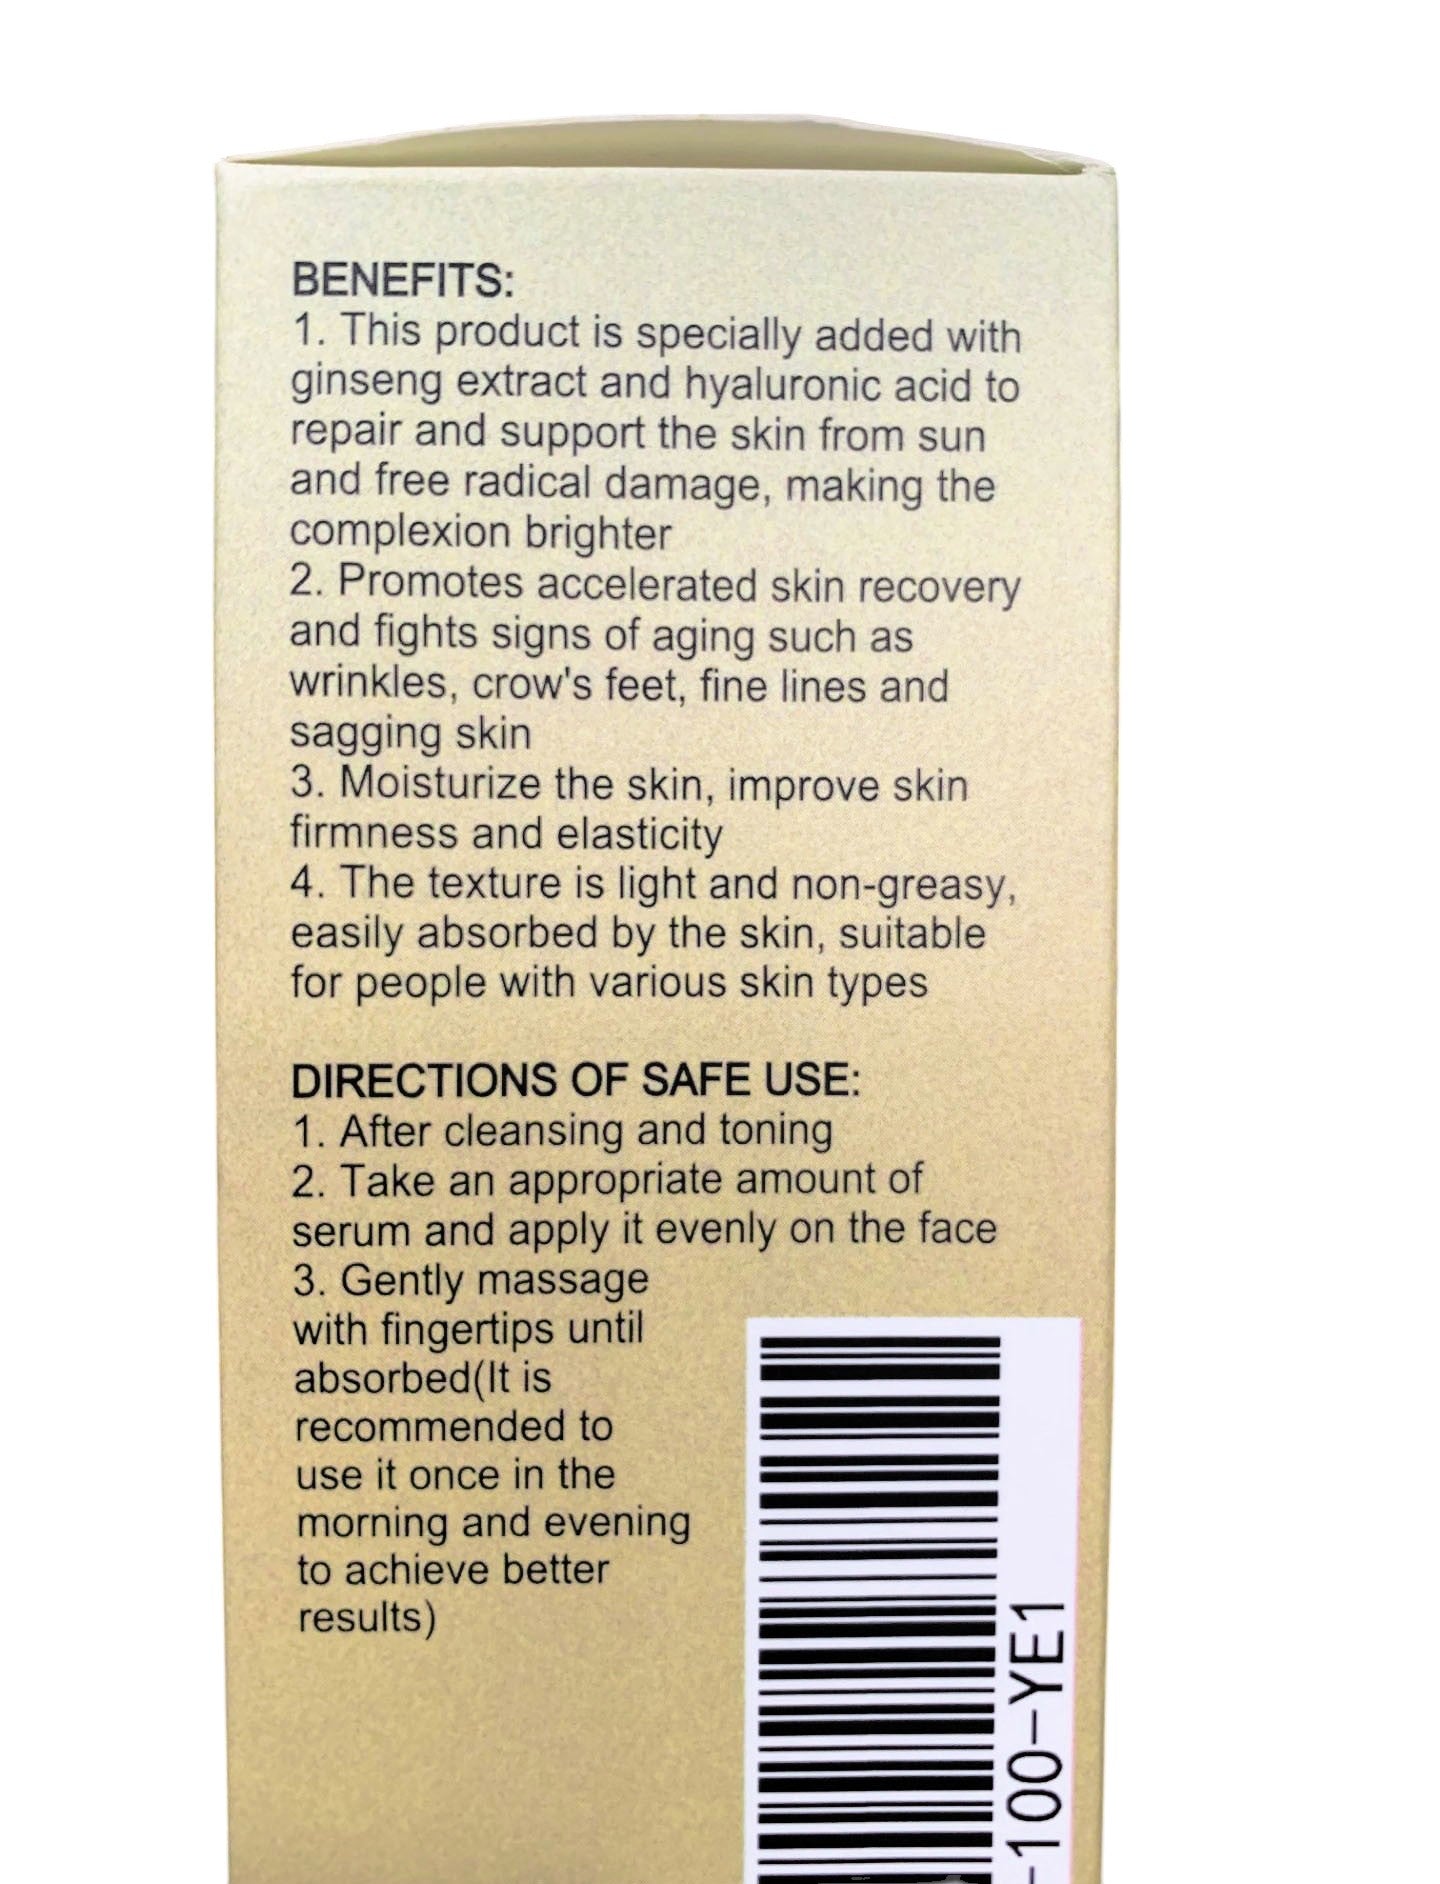 BENEFITS:
1. This product is specially added with
ginseng extract and hyaluronic acid to
repair and support the skin from sun
and free radical damage, making the
complexion brighter
2. Promotes accelerated skin recovery
and fights signs of aging such as
wrinkles, crow's feet, fine lines and
sagging skin
3. Moisturize the skin, improve skin
firmness and elasticity
4. The texture is light and non-greasy,
easily absorbed by the skin, suitable
for people with various skin types
DIRECTIONS OF SAFE USE:
1. After cleansing and toning
2. Take an appropriate amount of
serum and apply it evenly on the face
3. Gently massage
with fingertips until
absorbed(It is
recommended to
use it once in the
morning and evening
to achieve better
results)
-100-YE1